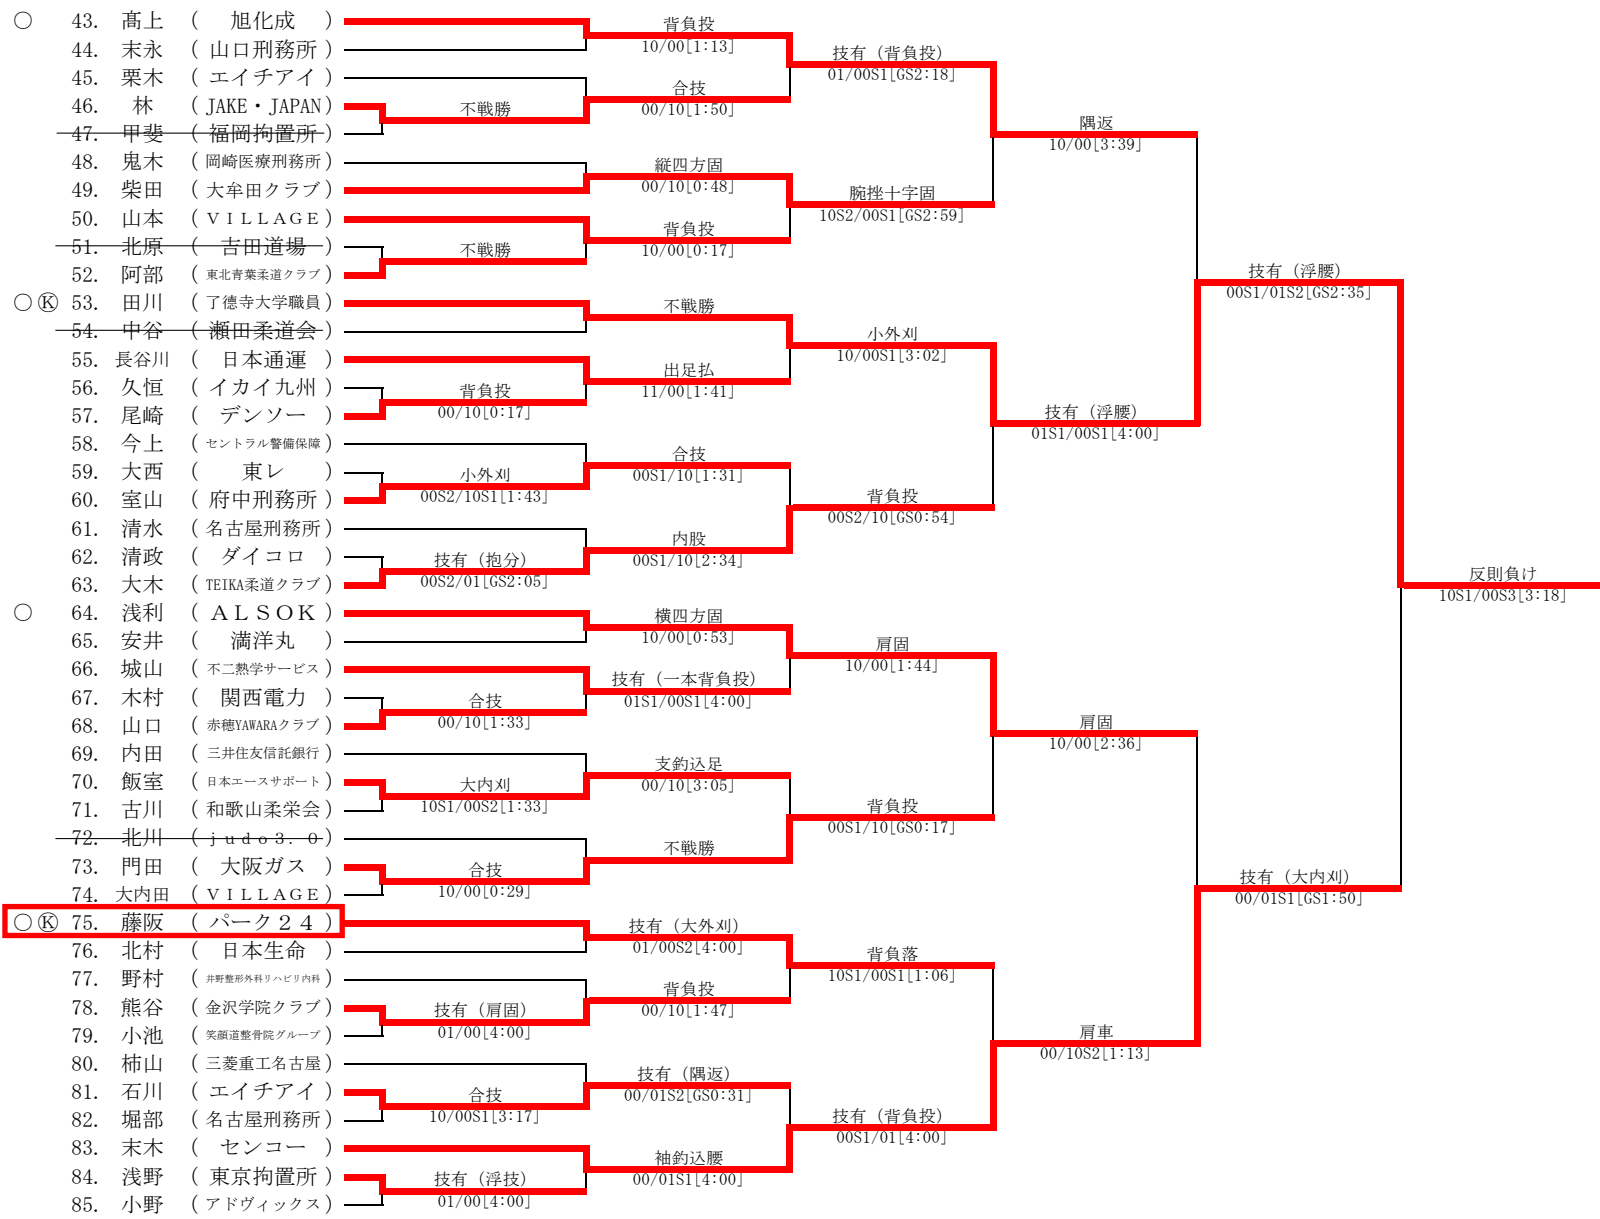 ○ 43. 髙上 ( 旭化成 )
44. 末永 ( 山口刑務所 )
45. 栗木 ( エイチアイ )
46. 林 ( JAKE・JAPAN )
47. 甲斐 ( 福岡拘置所 )
48. 鬼木 ( 岡崎医療刑務所 )
49. 柴田 ( 大牟田クラブ )
50. 山本 ( VILLAGE )
51. 北原 ( 吉田道場 )
52. 阿部 ( 東北青葉柔道クラブ )
○Ⓚ 53. 田川 ( 了德寺大学職員 )
54. 中谷 ( 瀬田柔道会 )
55. 長谷川 ( 日本通運 )
56. 久恒 ( イカイ九州 )
57. 尾崎 ( デンソー )
58. 今上 ( セントラル警備保障 )
59. 大西 ( 東レ )
60. 室山 ( 府中刑務所 )
61. 清水 ( 名古屋刑務所 )
62. 清政 ( ダイコロ )
63. 大木 ( TEIKA柔道クラブ )
○ 64. 浅利 ( ALSOK )
65. 安井 ( 満洋丸 )
66. 城山 ( 不二熱学サービス )
67. 木村 ( 関西電力 )
68. 山口 ( 赤穂YAWARAクラブ )
69. 内田 ( 三井住友信託銀行 )
70. 飯室 ( 日本エースサポート )
71. 古川 ( 和歌山柔栄会 )
72. 北川 ( judo3.0 )
73. 門田 ( 大阪ガス )
74. 大内田 ( VILLAGE )
○Ⓚ 75. 藤阪 ( パーク24 )
76. 北村 ( 日本生命 )
77. 野村 ( 井野整形外科リハビリ内科 )
78. 熊谷 ( 金沢学院クラブ )
79. 小池 ( 笑顔道整骨院グループ )
80. 柿山 ( 三菱重工名古屋 )
81. 石川 ( エイチアイ )
82. 堀部 ( 名古屋刑務所 )
83. 末木 ( センコー )
84. 浅野 ( 東京拘置所 )
85. 小野 ( アドヴィックス )
不戦勝
不戦勝
背負投
00/10[0:17]
小外刈
00S2/10S1[1:43]
技有（抱分）
00S2/01[GS2:05]
合技
00/10[1:33]
大内刈
10S1/00S2[1:33]
合技
10/00[0:29]
技有（肩固）
01/00[4:00]
合技
10/00S1[3:17]
技有（浮技）
01/00[4:00]
背負投
10/00[1:13]
合技
00/10[1:50]
縦四方固
00/10[0:48]
背負投
10/00[0:17]
不戦勝
出足払
11/00[1:41]
合技
00S1/10[1:31]
内股
00S1/10[2:34]
横四方固
10/00[0:53]
技有（一本背負投）
01S1/00S1[4:00]
支釣込足
00/10[3:05]
不戦勝
技有（大外刈）
01/00S2[4:00]
背負投
00/10[1:47]
技有（隅返）
00/01S2[GS0:31]
袖釣込腰
00/01S1[4:00]
技有（背負投）
01/00S1[GS2:18]
腕挫十字固
10S2/00S1[GS2:59]
小外刈
10/00S1[3:02]
背負投
00S2/10[GS0:54]
肩固
10/00[1:44]
背負投
00S1/10[GS0:17]
背負落
10S1/00S1[1:06]
技有（背負投）
00S1/01[4:00]
隅返
10/00[3:39]
技有（浮腰）
01S1/00S1[4:00]
肩固
10/00[2:36]
肩車
00/10S2[1:13]
技有（浮腰）
00S1/01S2[GS2:35]
技有（大内刈）
00/01S1[GS1:50]
反則負け
10S1/00S3[3:18]